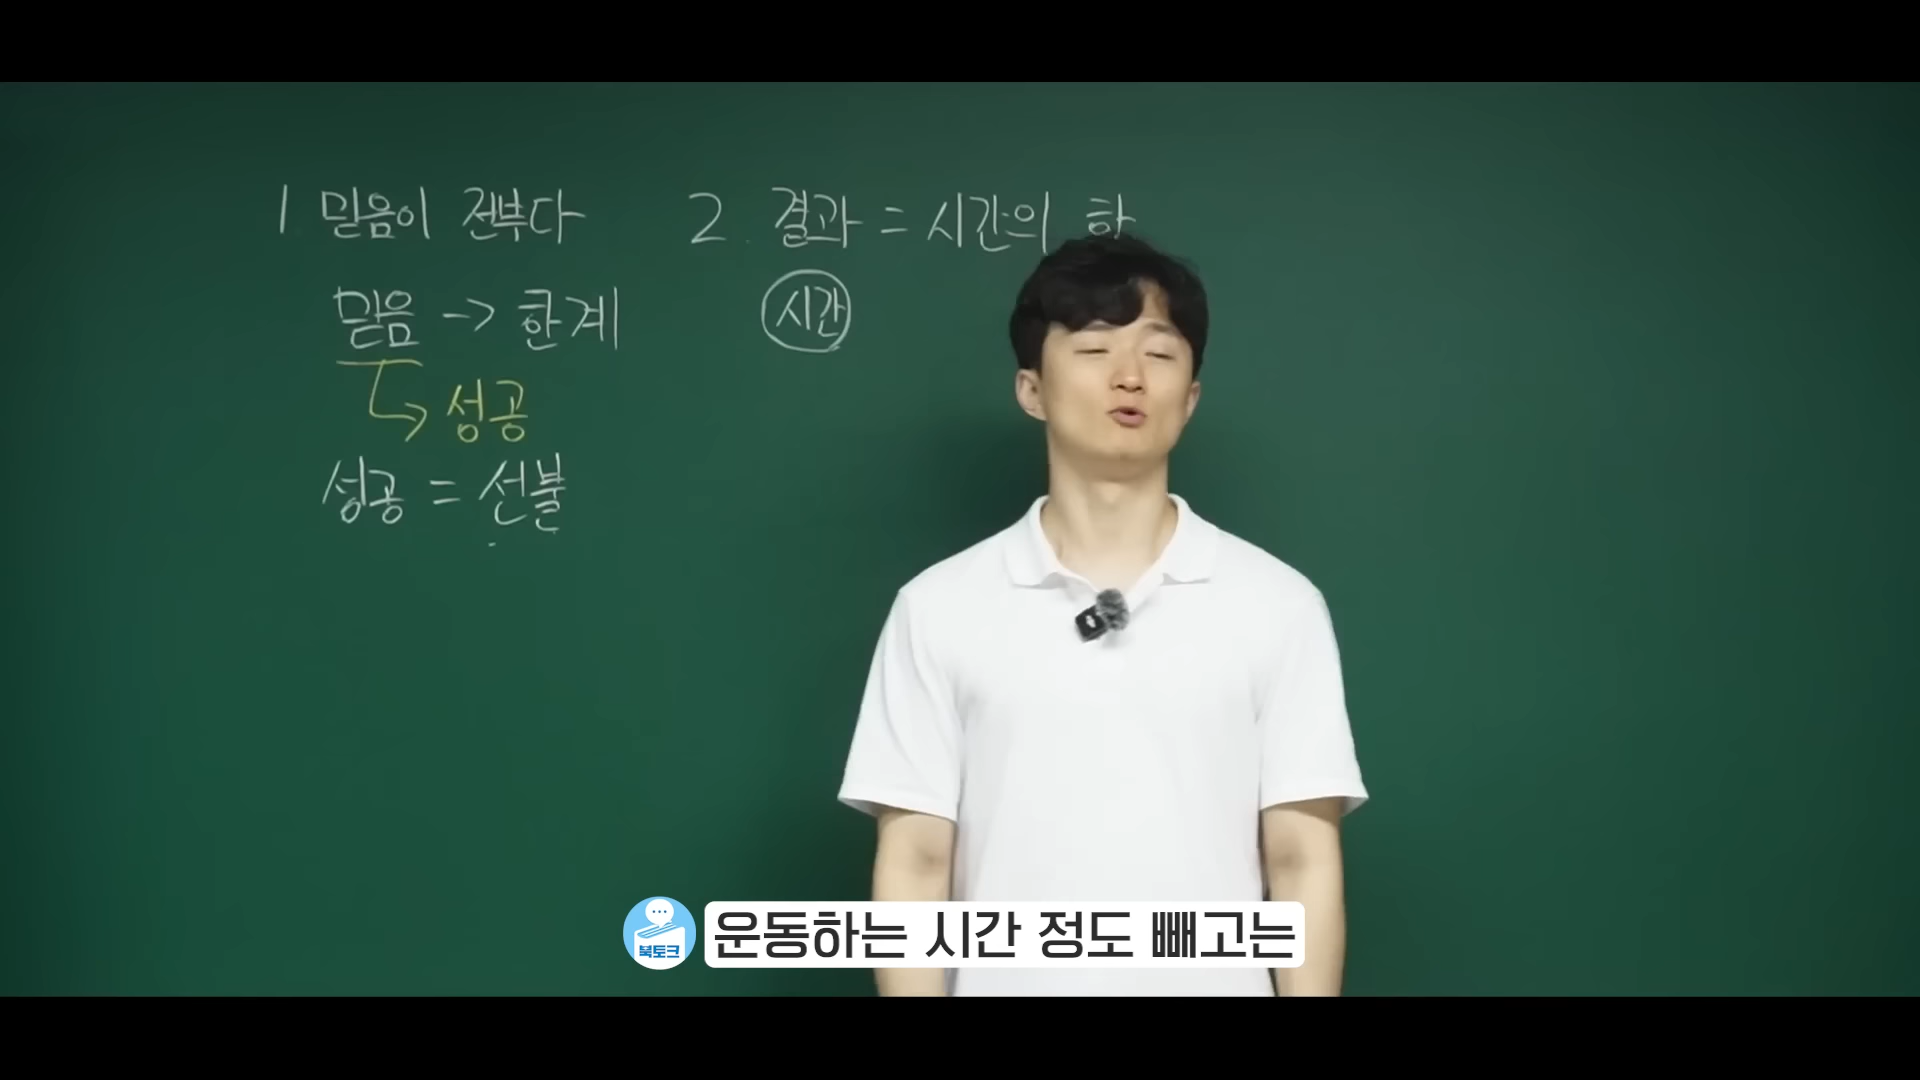 1. 믿음이 전부다
믿음 -> 한계
성공
성공 = 선불
2. 결과 = 시간의
시간
북토크
운동하는 시간 정도 빼고는